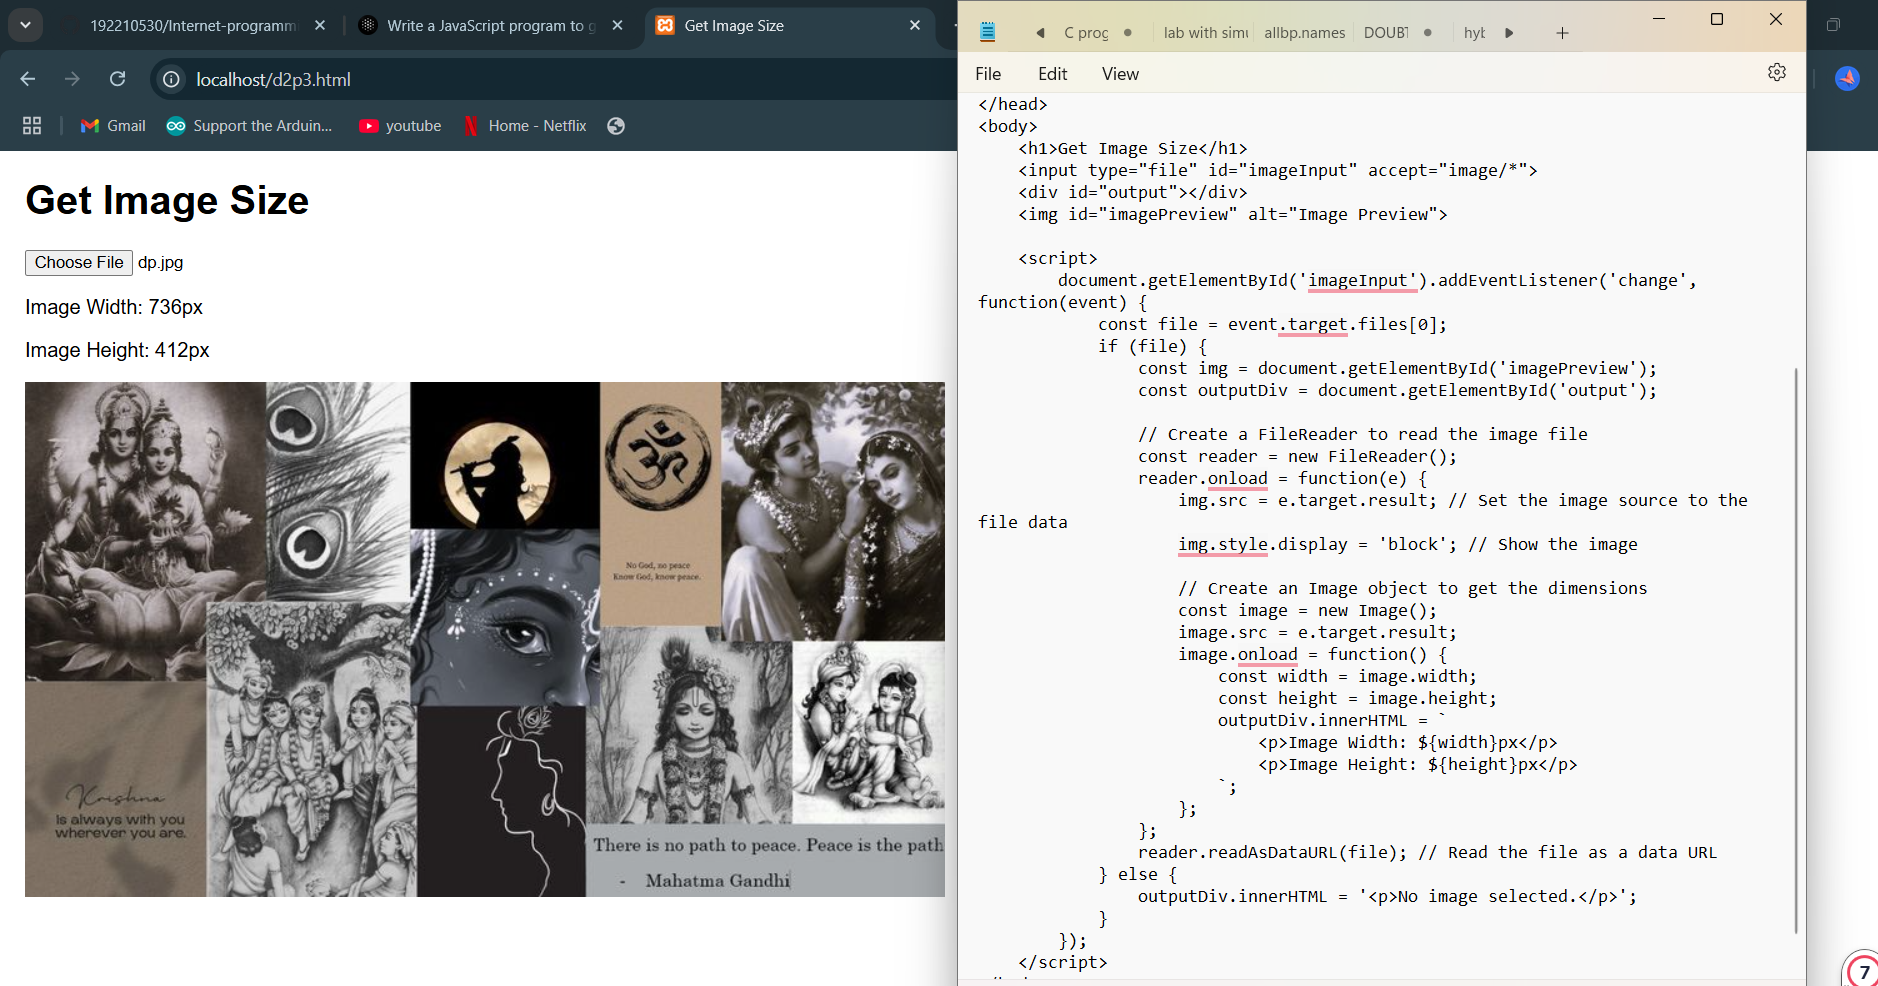 192210530/Internet-programm
Write a JavaScript program to g
Get Image Size
localhost/d2p3.html
Gmail
Support the Arduin...
youtube
Home - Netflix
Get Image Size
Choose File dp.jpg
Image Width: 736px
Image Height: 412px
No God, no peace
Know God, know peace.
Krishna
Is always with you
wherever you are.
There is no path to peace. Peace is the path
- Mahatma Gandhi
C prog
lab with simu
allbp.names
DOUBT
hyb
File Edit View
</head>
<body>
<h1>Get Image Size</h1>
<input type="file" id="imageInput" accept="image/*">
<div id="output"></div>
<img id="imagePreview" alt="Image Preview">
<script>
document.getElementById('imageInput').addEventListener('change',
function(event) {
const file = event.target.files[0];
if (file) {
const img = document.getElementById('imagePreview');
const outputDiv = document.getElementById('output');
// Create a FileReader to read the image file
const reader = new FileReader();
reader.onload = function(e) {
img.src = e.target.result; // Set the image source to the
file data
img.style.display = 'block'; // Show the image
// Create an Image object to get the dimensions
const image = new Image();
image.src = e.target.result;
image.onload = function() {
const width = image.width;
const height = image.height;
outputDiv.innerHTML = `
<p>Image Width: ${width}px</p>
<p>Image Height: ${height}px</p>
`;
};
};
reader.readAsDataURL(file); // Read the file as a data URL
} else {
outputDiv.innerHTML = '<p>No image selected.</p>';
}
});
</script>
7